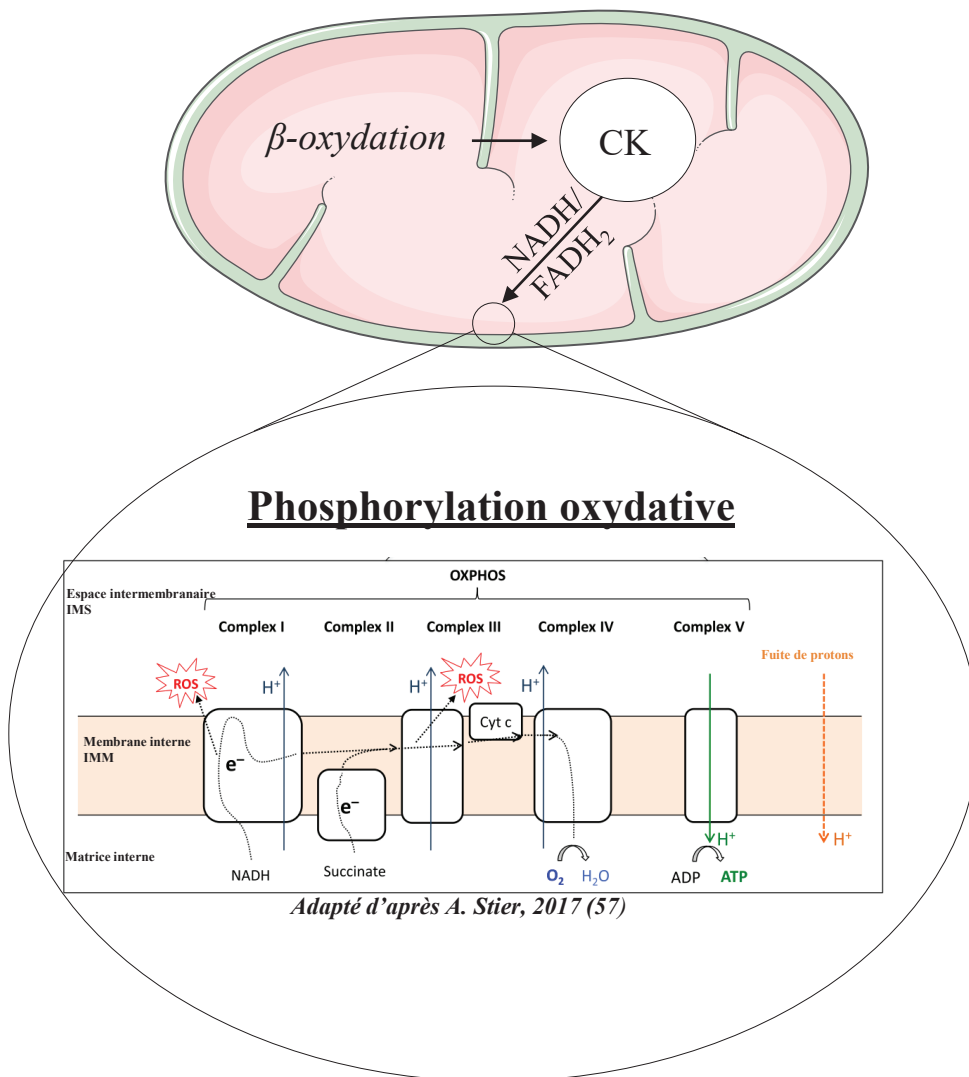 β-oxydation
CK
NADH/
FADH₂
Phosphorylation oxydative
OXPHOS
Espace intermembranaire
IMS
Complex I
Complex II
Complex III
Complex IV
Complex V
Fuite de protons
ROS
H⁺
H⁺
ROS
H⁺
Cyt c
Membrane interne
IMM
e⁻
e⁻
H⁺
H⁺
Matrice interne
NADH
Succinate
O₂
H₂O
ADP
ATP
Adapté d'après A. Stier, 2017 (57)